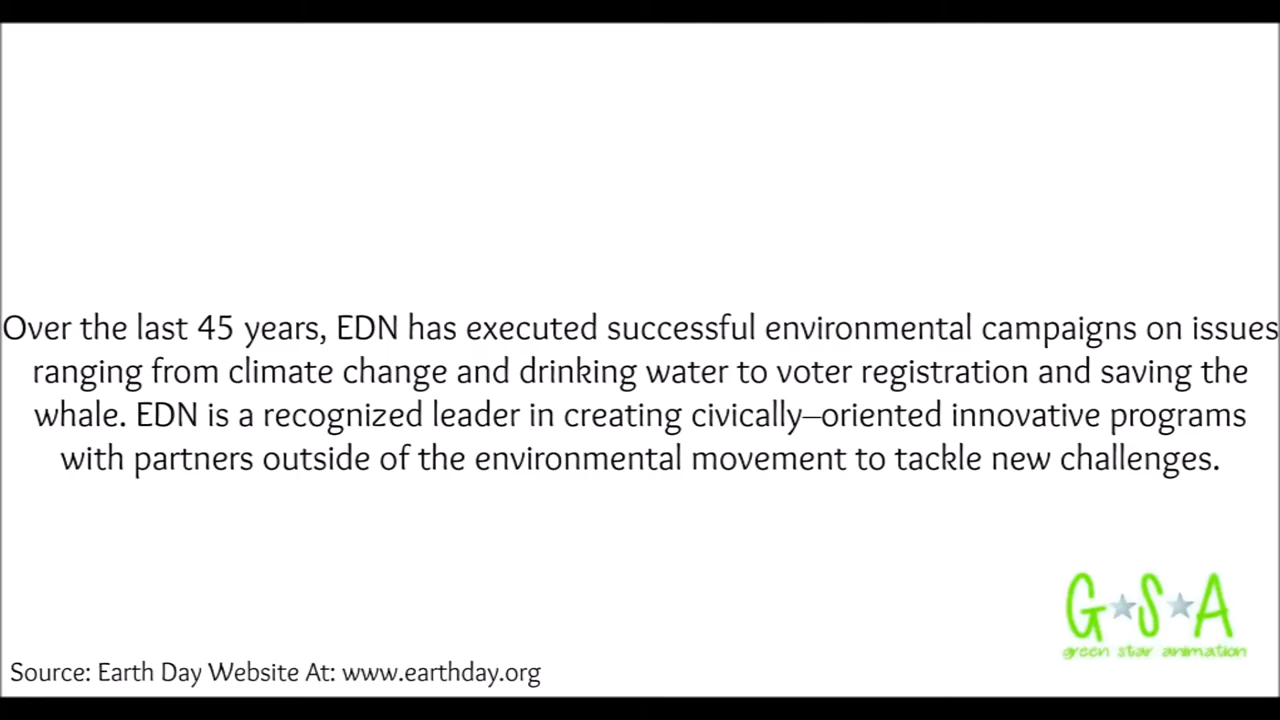 Over the last 45 years, EDN has executed successful environmental campaigns on issues
ranging from climate change and drinking water to voter registration and saving the
whale. EDN is a recognized leader in creating civically–oriented innovative programs
with partners outside of the environmental movement to tackle new challenges.
G★S★A
green star animation
Source: Earth Day Website At: www.earthday.org